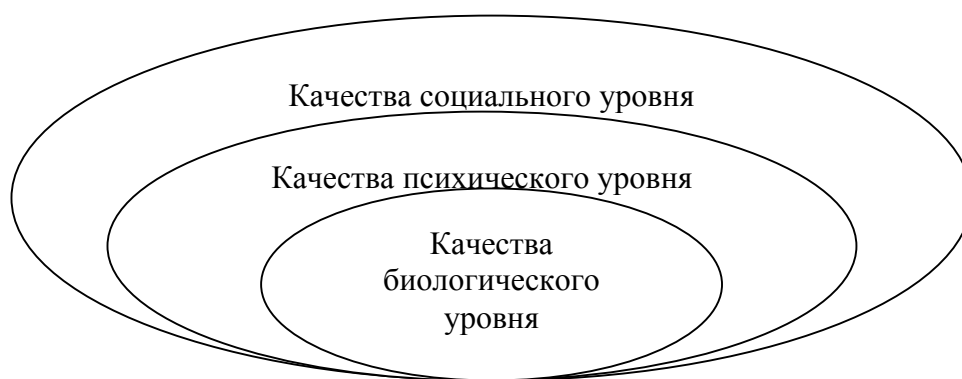 Качества социального уровня
Качества психического уровня
Качества
биологического
уровня